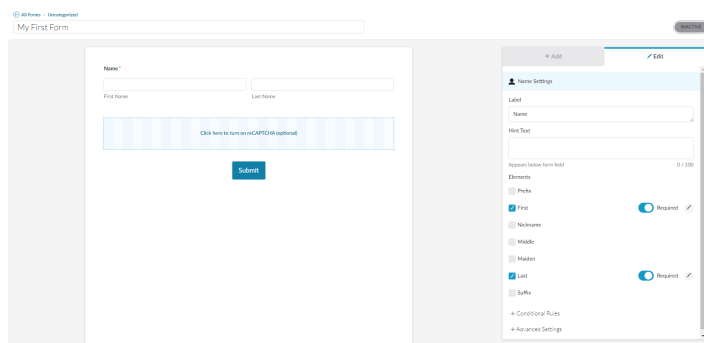 All Forms > Uncategorized
My First Form
INACTIVE
+ Add
Edit
Name Settings
Label
Name
Hint Text
Appears below form field 0 / 100
Elements
Prefix
First Required
Nickname
Middle
Maiden
Last Required
Suffix
+ Conditional Rules
+ Advanced Settings
Name *
First Name
Last Name
Click here to turn on reCAPTCHA (optional)
Submit